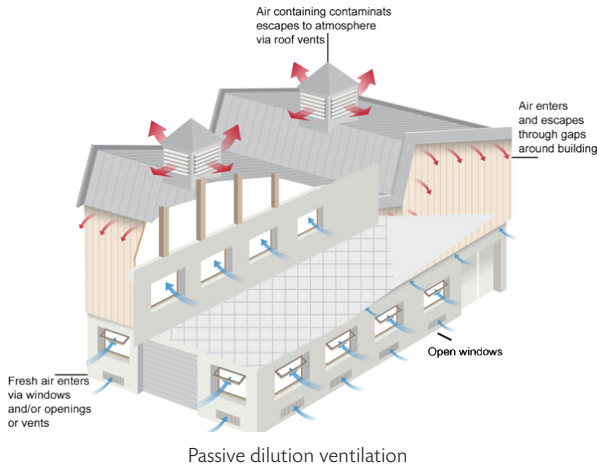 Air containing contaminats
escapes to atmosphere
via roof vents
Air enters
and escapes
through gaps
around building
Open windows
Fresh air enters
via windows
and/or openings
or vents
Passive dilution ventilation